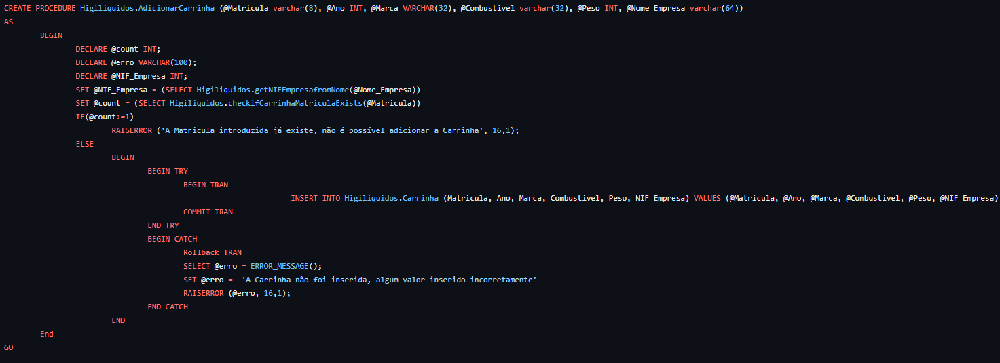 CREATE PROCEDURE Higiliquidos.AdicionarCarrinha (@Matricula varchar(8), @Ano INT, @Marca VARCHAR(32), @Combustivel varchar(32), @Peso INT, @Nome_Empresa varchar(64))
AS
BEGIN
DECLARE @count INT;
DECLARE @erro VARCHAR(100);
DECLARE @NIF_Empresa INT;
SET @NIF_Empresa = (SELECT Higiliquidos.getNIFEmpresafromNome(@Nome_Empresa))
SET @count = (SELECT Higiliquidos.checkifCarrinhaMatriculaExists(@Matricula))
IF(@count>=1)
RAISERROR ('A Matricula introduzida já existe, não é possível adicionar a Carrinha', 16,1);
ELSE
BEGIN
BEGIN TRY
BEGIN TRAN
INSERT INTO Higiliquidos.Carrinha (Matricula, Ano, Marca, Combustivel, Peso, NIF_Empresa) VALUES (@Matricula, @Ano, @Marca, @Combustivel, @Peso, @NIF_Empresa)
COMMIT TRAN
END TRY
BEGIN CATCH
Rollback TRAN
SELECT @erro = ERROR_MESSAGE();
SET @erro =  'A Carrinha não foi inserida, algum valor inserido incorretamente'
RAISERROR (@erro, 16,1);
END CATCH
END
End
GO